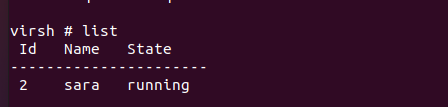 virsh # list
 Id   Name   State
----------------------
 2    sara   running